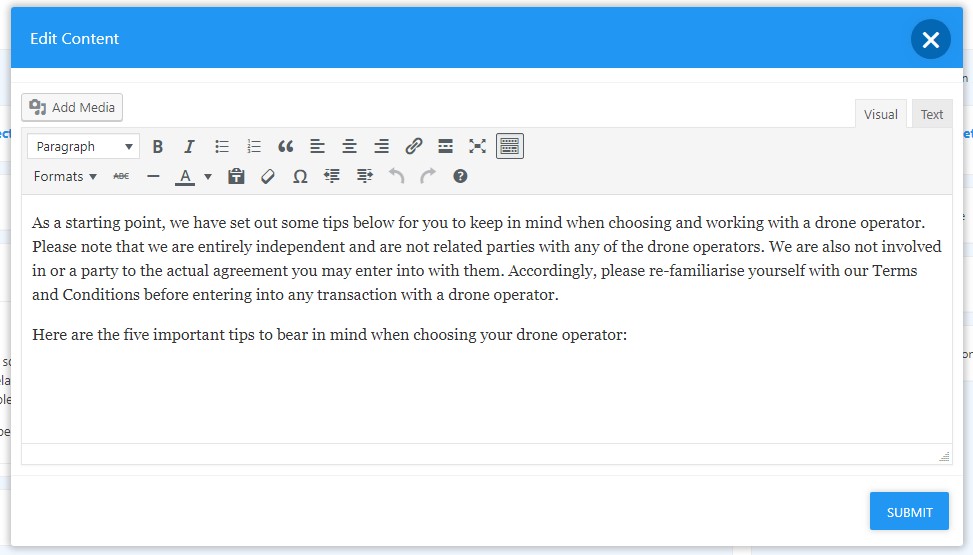 Edit Content
Add Media
Visual Text
Paragraph
B I
Formats ABC A Ω
As a starting point, we have set out some tips below for you to keep in mind when choosing and working with a drone operator.
Please note that we are entirely independent and are not related parties with any of the drone operators. We are also not involved
in or a party to the actual agreement you may enter into with them. Accordingly, please re-familiarise yourself with our Terms
and Conditions before entering into any transaction with a drone operator.
Here are the five important tips to bear in mind when choosing your drone operator:
SUBMIT